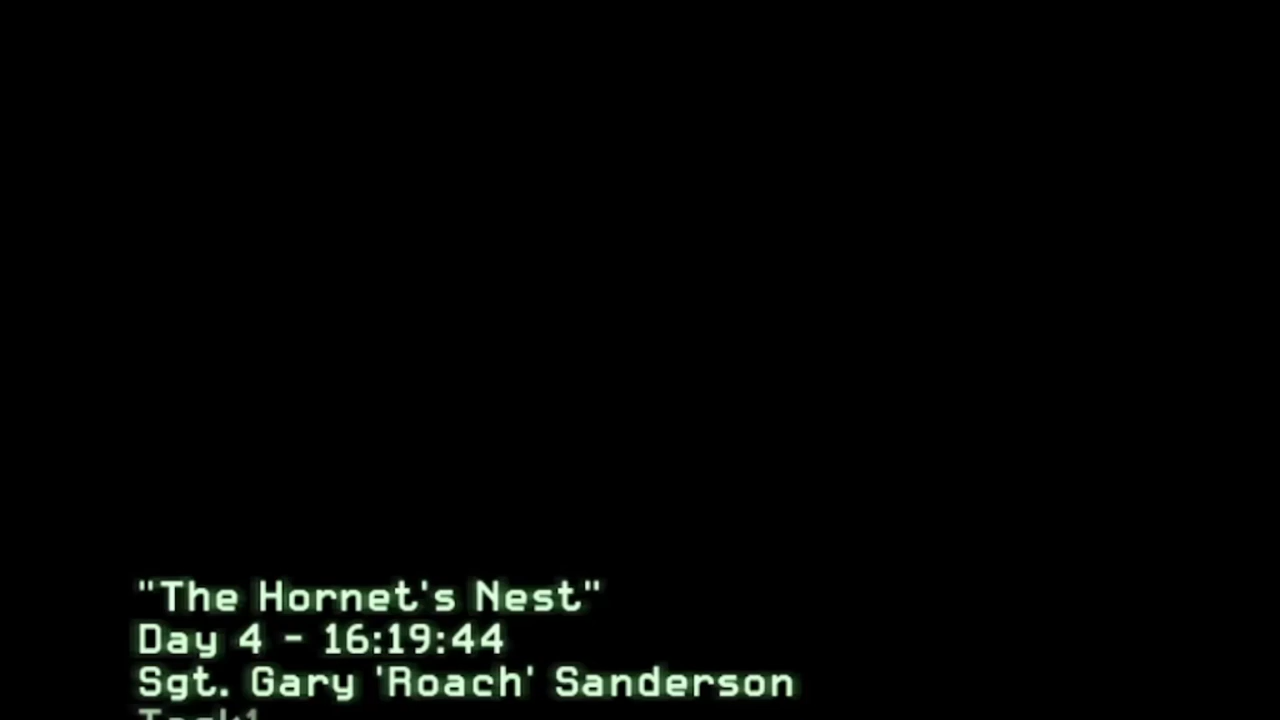 "The Hornet's Nest"
Day 4 - 16:19:44
Sgt. Gary 'Roach' Sanderson